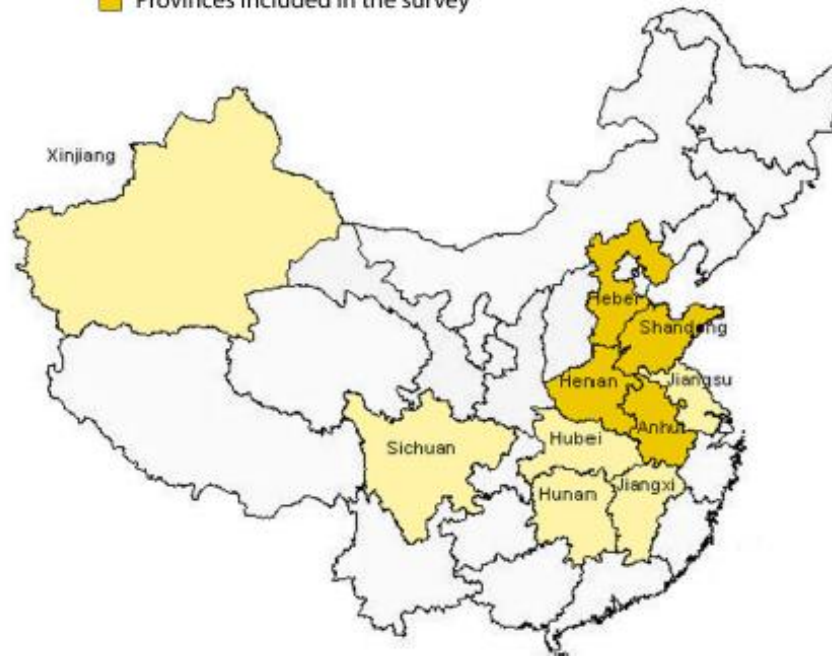 Provinces included in the survey
Xinjiang
Hebei
Shandong
Henan
Jiangsu
Anhui
Hubei
Sichuan
Hunan
Jiangxi